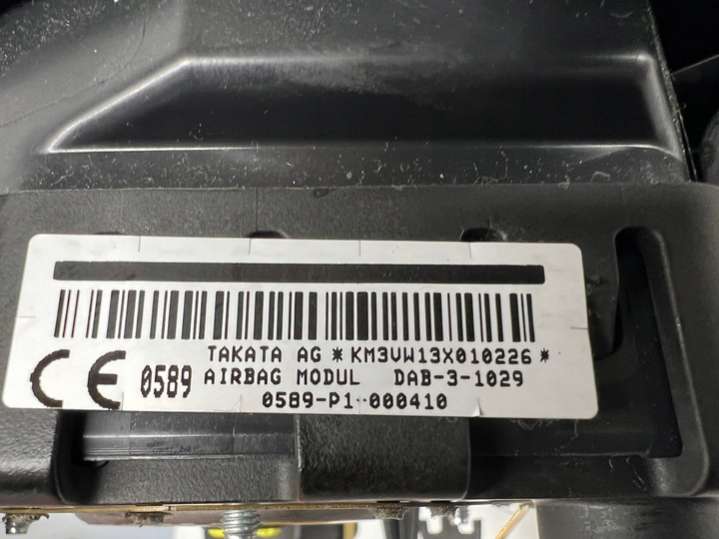 TAKATA AG *KM3VW13X010226*
CE 0589 AIRBAG MODUL DAB-3-1029
0589-P1-000410